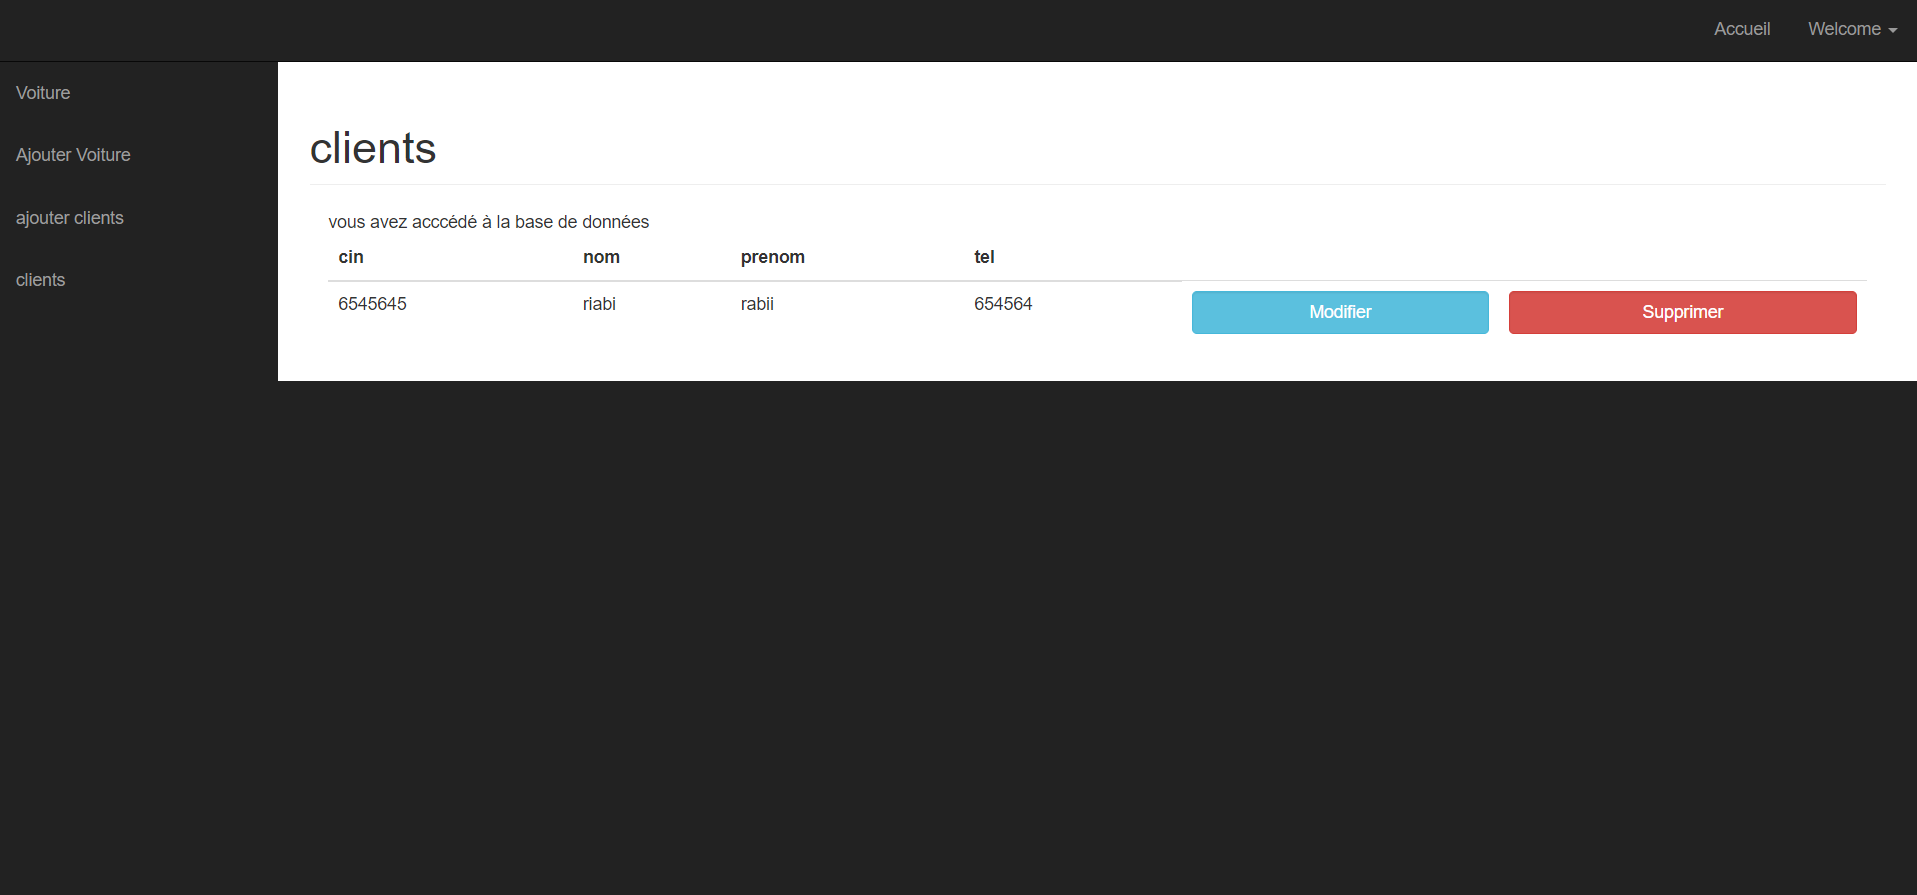 Accueil Welcome
Voiture
Ajouter Voiture
ajouter clients
clients
clients
vous avez acccédé à la base de données
cin nom prenom tel
6545645 riabi rabii 654564 Modifier Supprimer